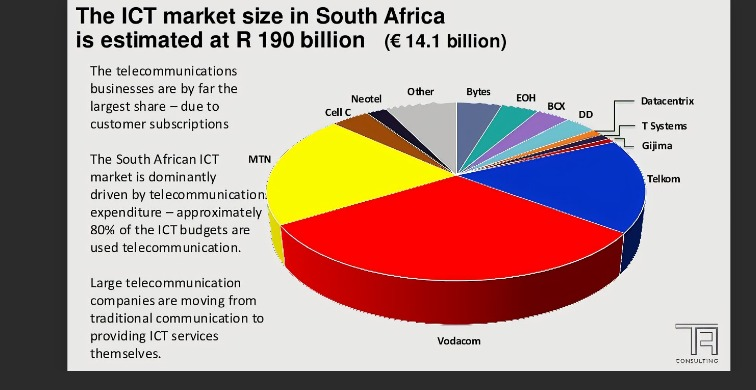 The ICT market size in South Africa
is estimated at R 190 billion (€ 14.1 billion)
The telecommunications
businesses are by far the
largest share – due to
customer subscriptions
The South African ICT
market is dominantly
driven by telecommunication
expenditure – approximately
80% of the ICT budgets are
used telecommunication.
Large telecommunication
companies are moving from
traditional communication to
providing ICT services
themselves.
MTN
Cell C
Neotel
Other
Bytes
EOH
BCX
DD
Datacentrix
T Systems
Gijima
Telkom
Vodacom
CONSULTING